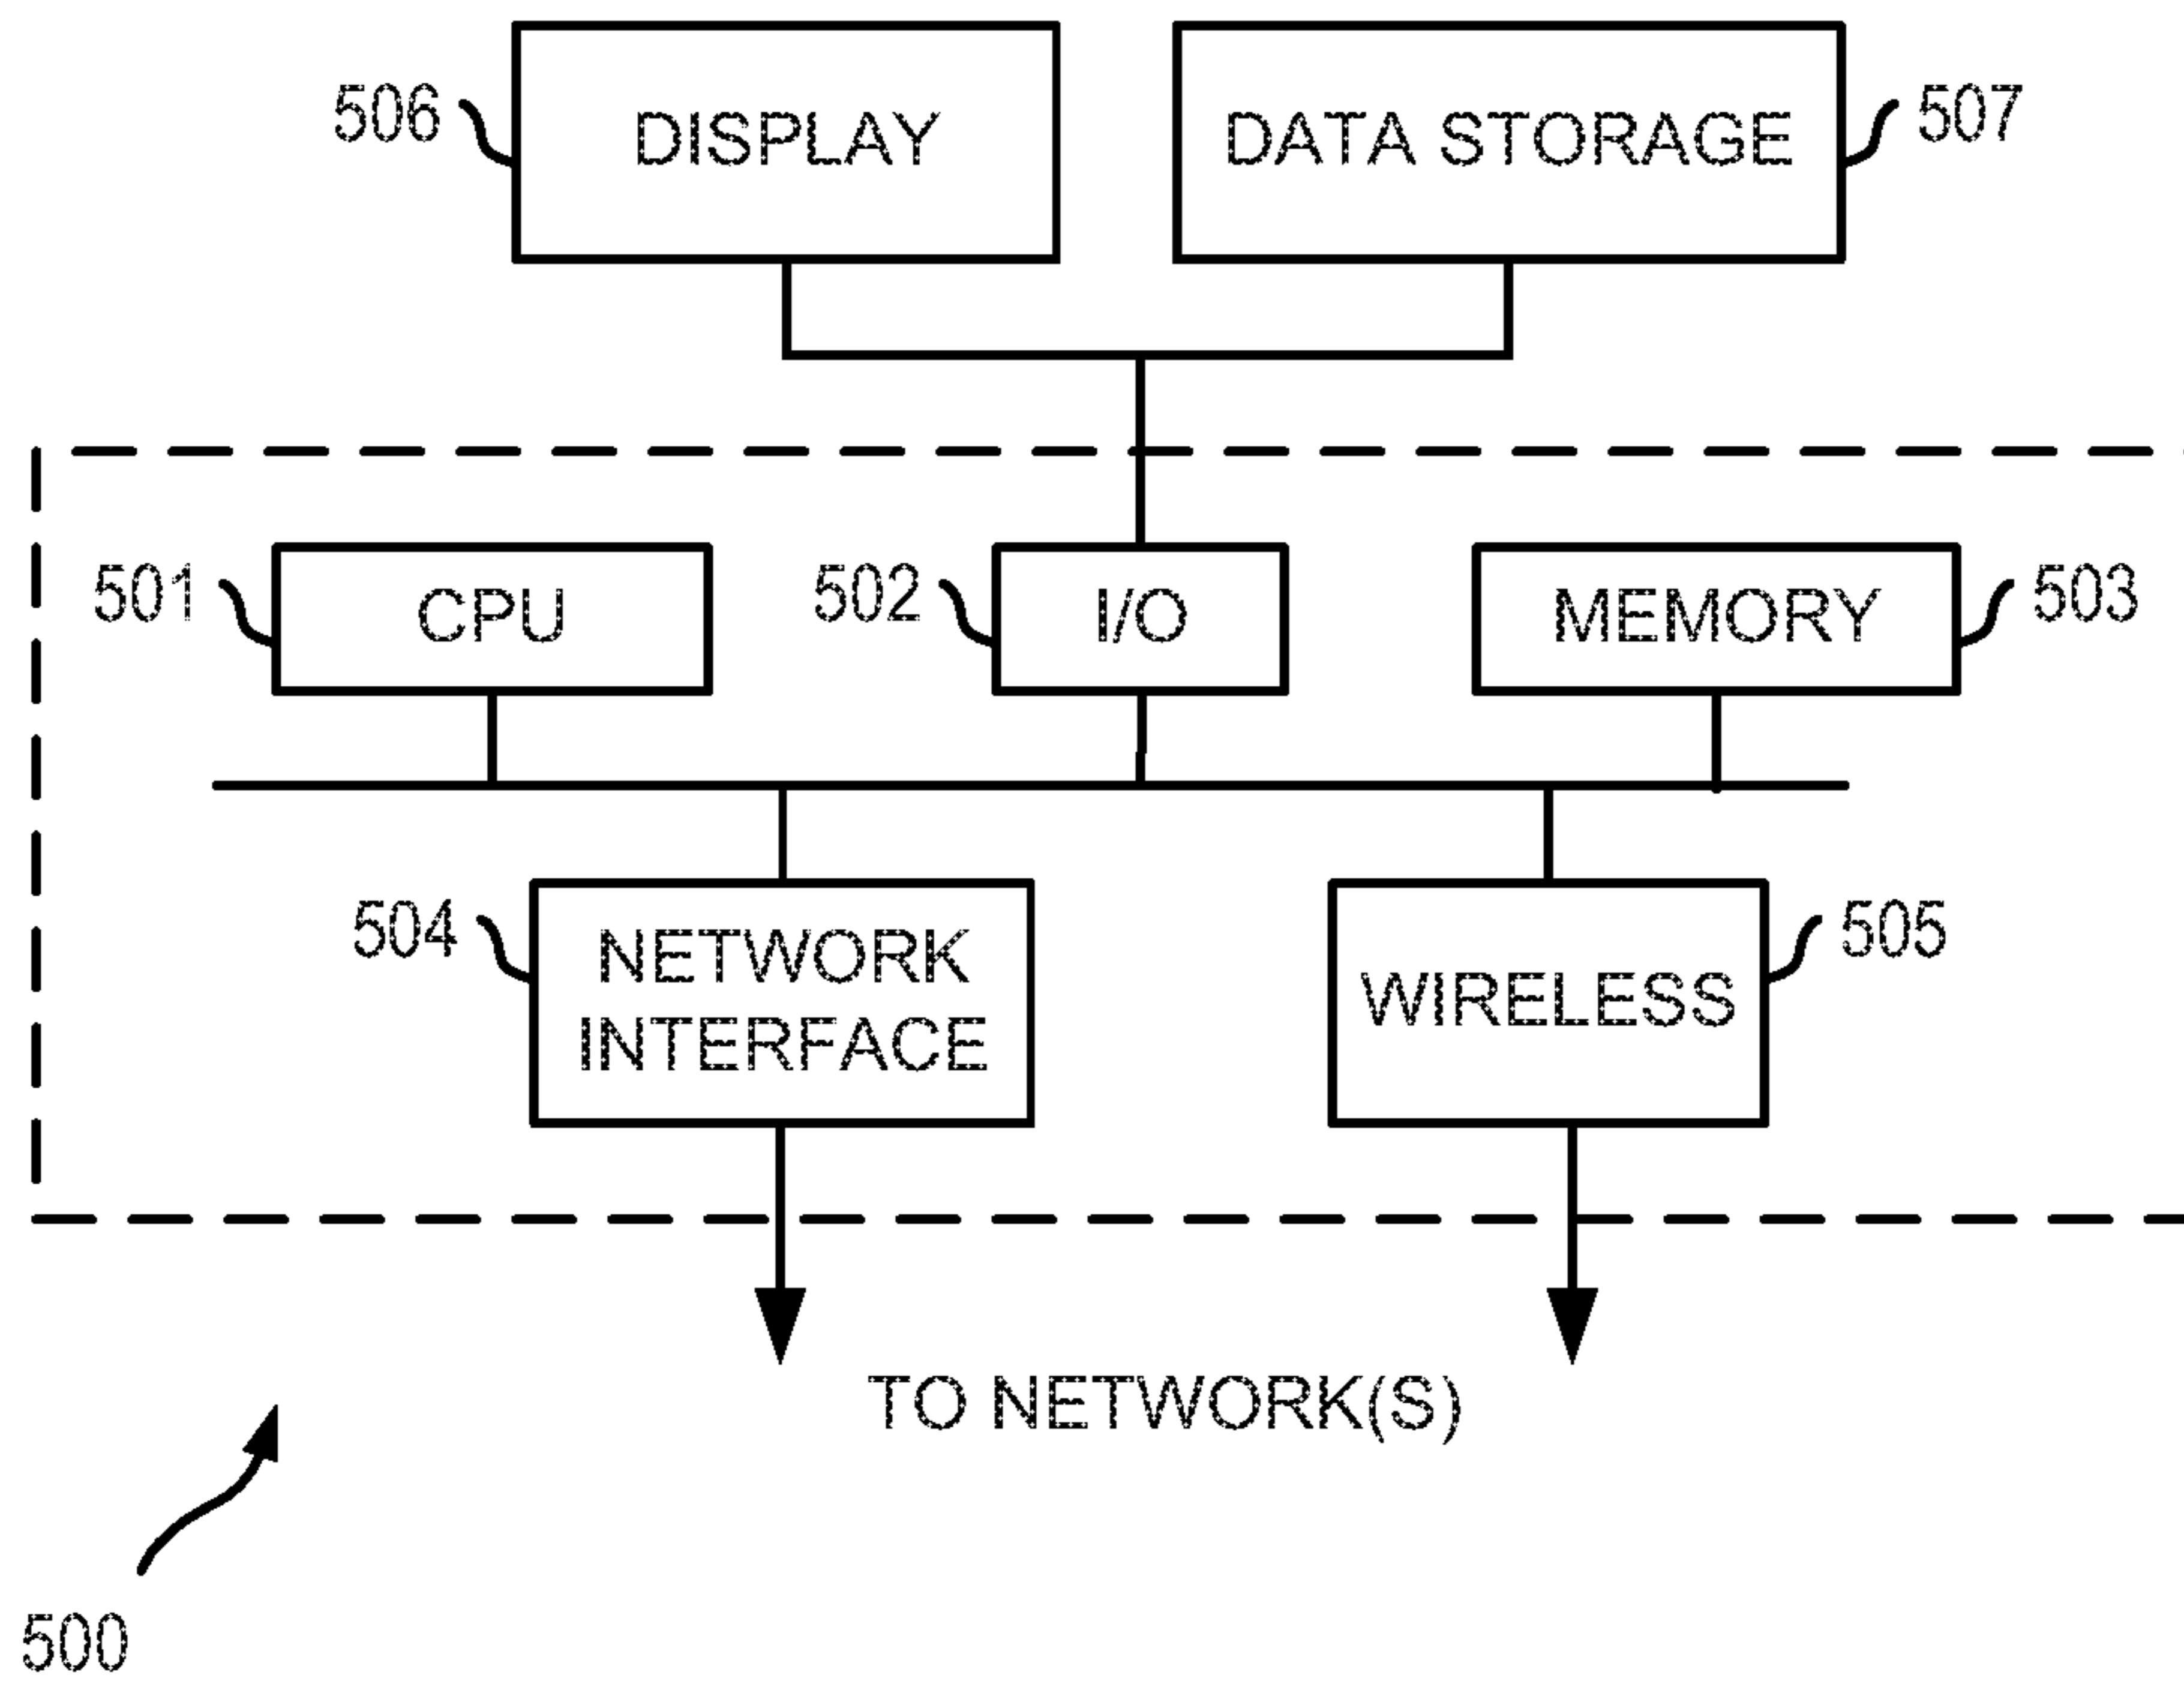 506
DISPLAY
DATA STORAGE
507
501
CPU
502
I/O
MEMORY
503
504
NETWORK
INTERFACE
WIRELESS
505
TO NETWORK(S)
500